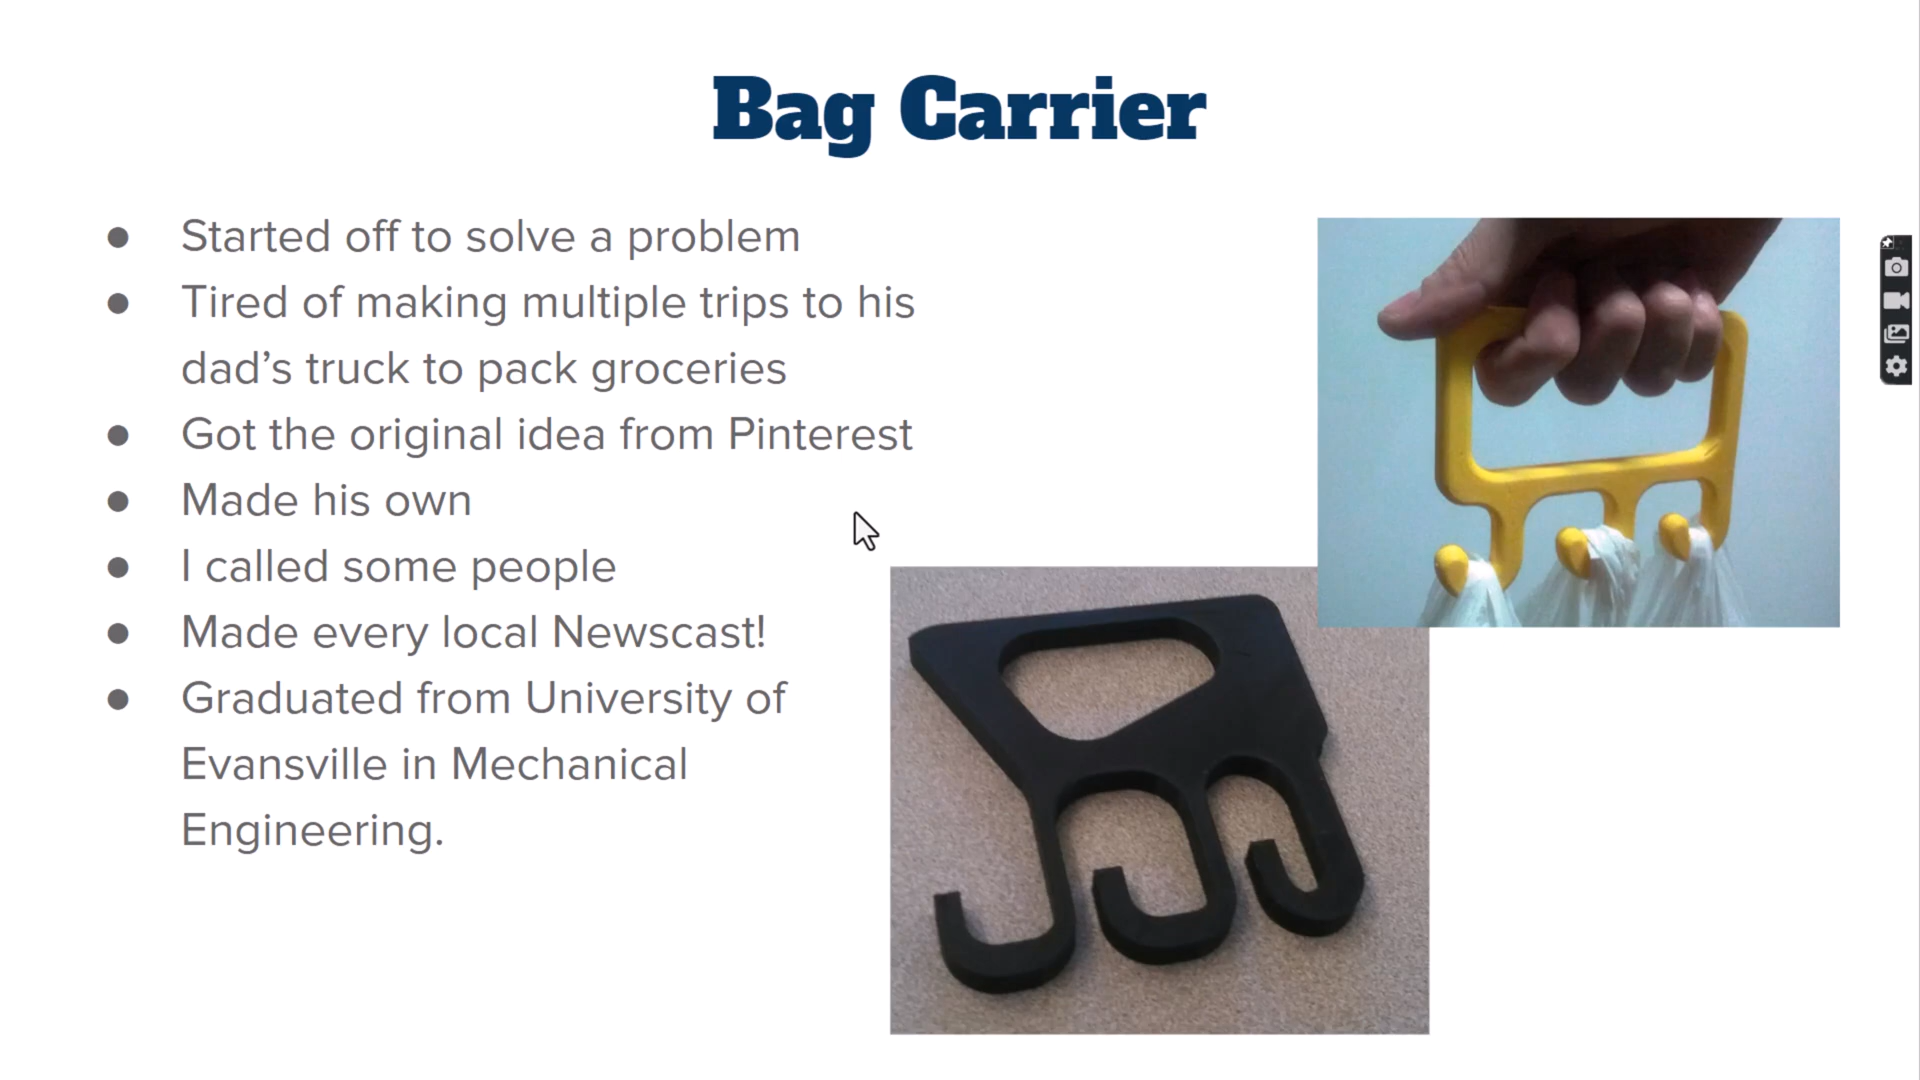 Bag Carrier
● Started off to solve a problem
● Tired of making multiple trips to his
dad’s truck to pack groceries
● Got the original idea from Pinterest
● Made his own
● I called some people
● Made every local Newscast!
● Graduated from University of
Evansville in Mechanical
Engineering.